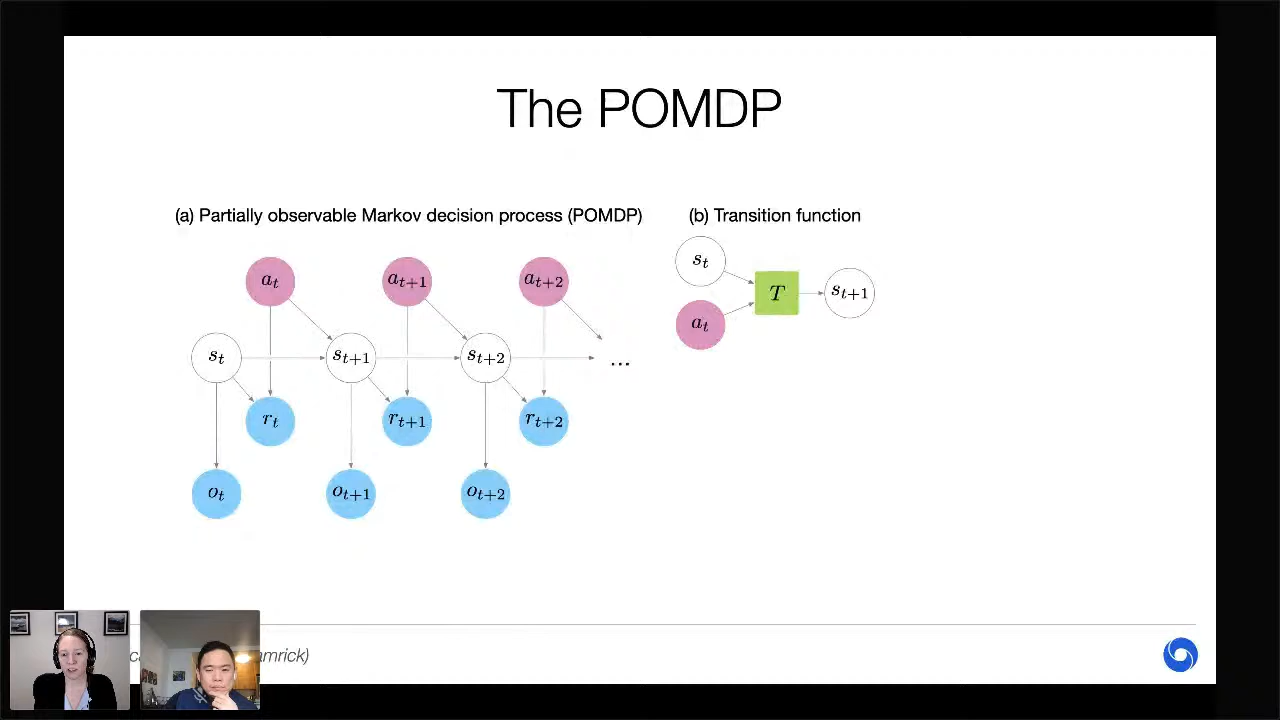 The POMDP
(a) Partially observable Markov decision process (POMDP)
a_t a_{t+1} a_{t+2}
s_t s_{t+1} s_{t+2} ...
r_t r_{t+1} r_{t+2}
o_t o_{t+1} o_{t+2}
(b) Transition function
s_t
a_t
T
s_{t+1}
amrick)